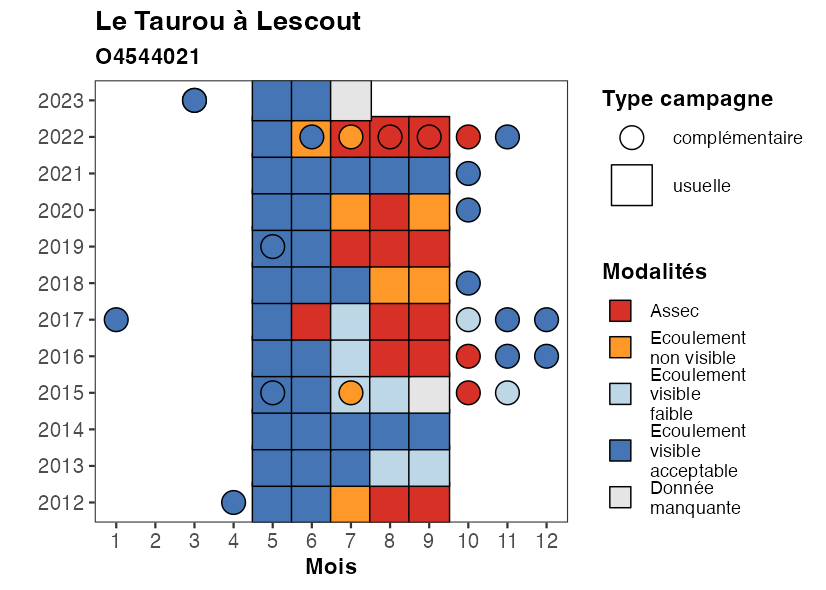 Le Taurou à Lescout
O4544021
2023
2022
2021
2020
2019
2018
2017
2016
2015
2014
2013
2012
1 2 3 4 5 6 7 8 9 10 11 12
Mois
Type campagne
complémentaire
usuelle
Modalités
Assec
Ecoulement
non visible
Ecoulement
visible
faible
Ecoulement
visible
acceptable
Donnée
manquante